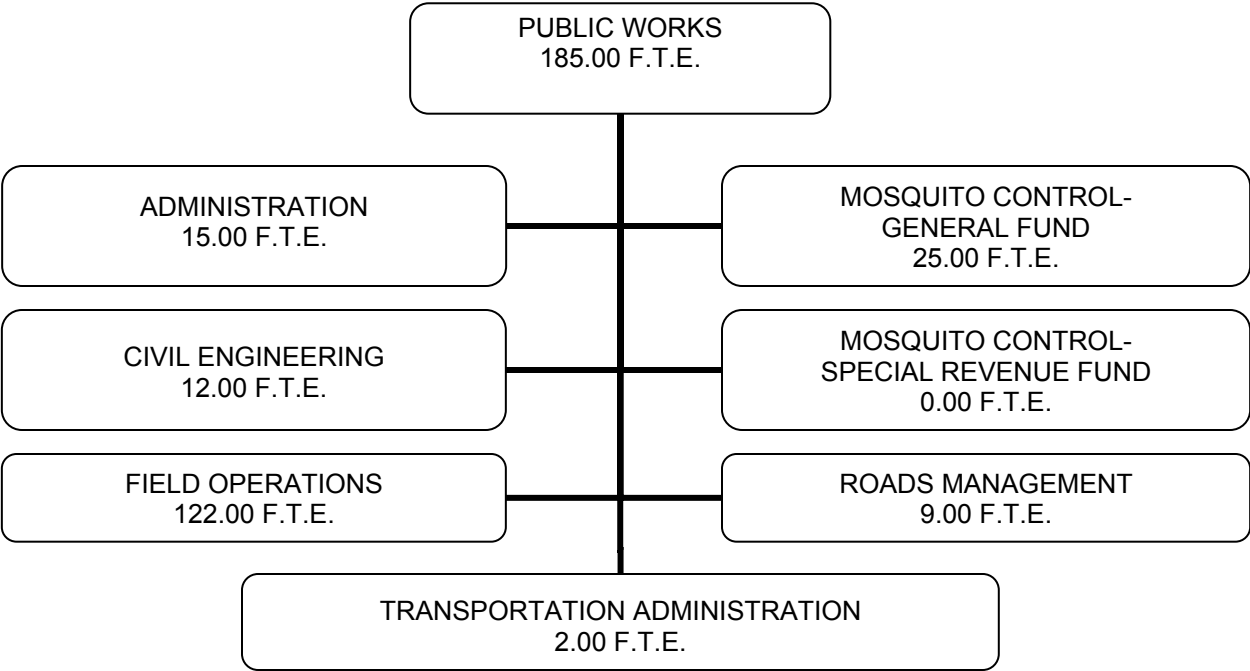 PUBLIC WORKS
185.00 F.T.E.
ADMINISTRATION
15.00 F.T.E.
MOSQUITO CONTROL-
GENERAL FUND
25.00 F.T.E.
CIVIL ENGINEERING
12.00 F.T.E.
MOSQUITO CONTROL-
SPECIAL REVENUE FUND
0.00 F.T.E.
FIELD OPERATIONS
122.00 F.T.E.
ROADS MANAGEMENT
9.00 F.T.E.
TRANSPORTATION ADMINISTRATION
2.00 F.T.E.